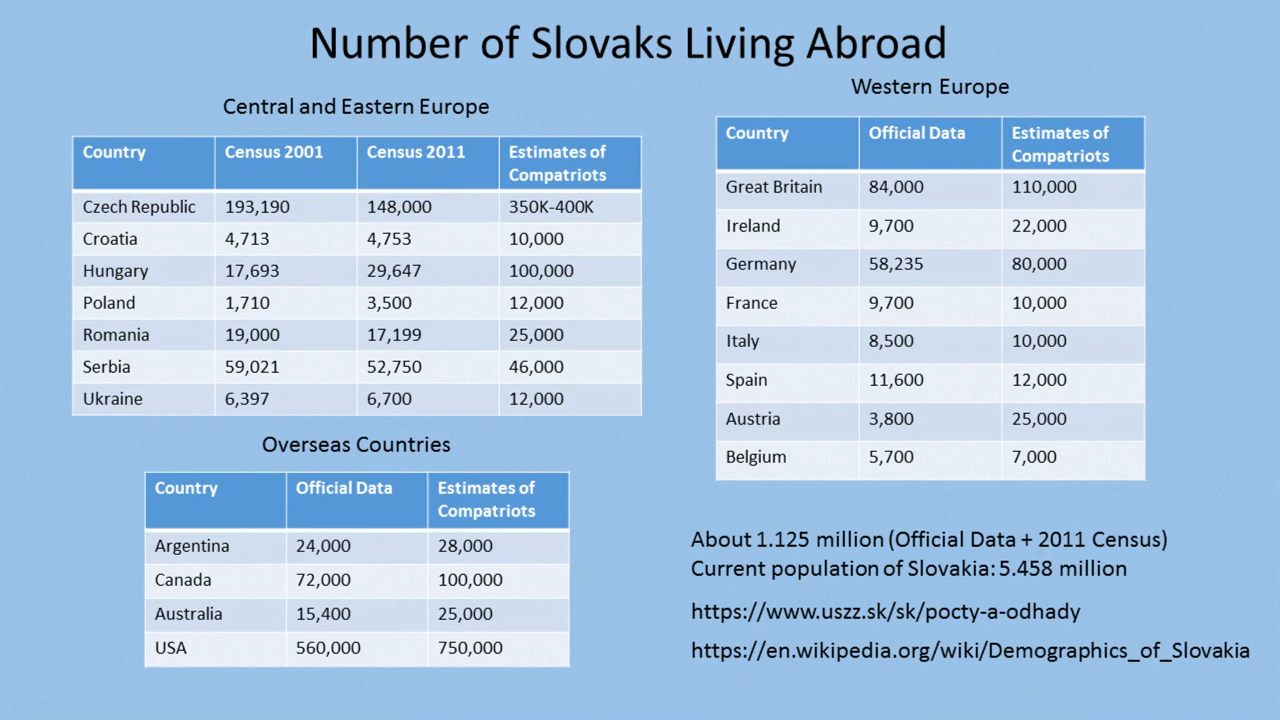 Number of Slovaks Living Abroad
Central and Eastern Europe
Country Census 2001 Census 2011 Estimates of Compatriots
Czech Republic 193,190 148,000 350K-400K
Croatia 4,713 4,753 10,000
Hungary 17,693 29,647 100,000
Poland 1,710 3,500 12,000
Romania 19,000 17,199 25,000
Serbia 59,021 52,750 46,000
Ukraine 6,397 6,700 12,000
Overseas Countries
Country Official Data Estimates of Compatriots
Argentina 24,000 28,000
Canada 72,000 100,000
Australia 15,400 25,000
USA 560,000 750,000
Western Europe
Country Official Data Estimates of Compatriots
Great Britain 84,000 110,000
Ireland 9,700 22,000
Germany 58,235 80,000
France 9,700 10,000
Italy 8,500 10,000
Spain 11,600 12,000
Austria 3,800 25,000
Belgium 5,700 7,000
About 1.125 million (Official Data + 2011 Census)
Current population of Slovakia: 5.458 million
https://www.uszz.sk/sk/pocty-a-odhady
https://en.wikipedia.org/wiki/Demographics_of_Slovakia